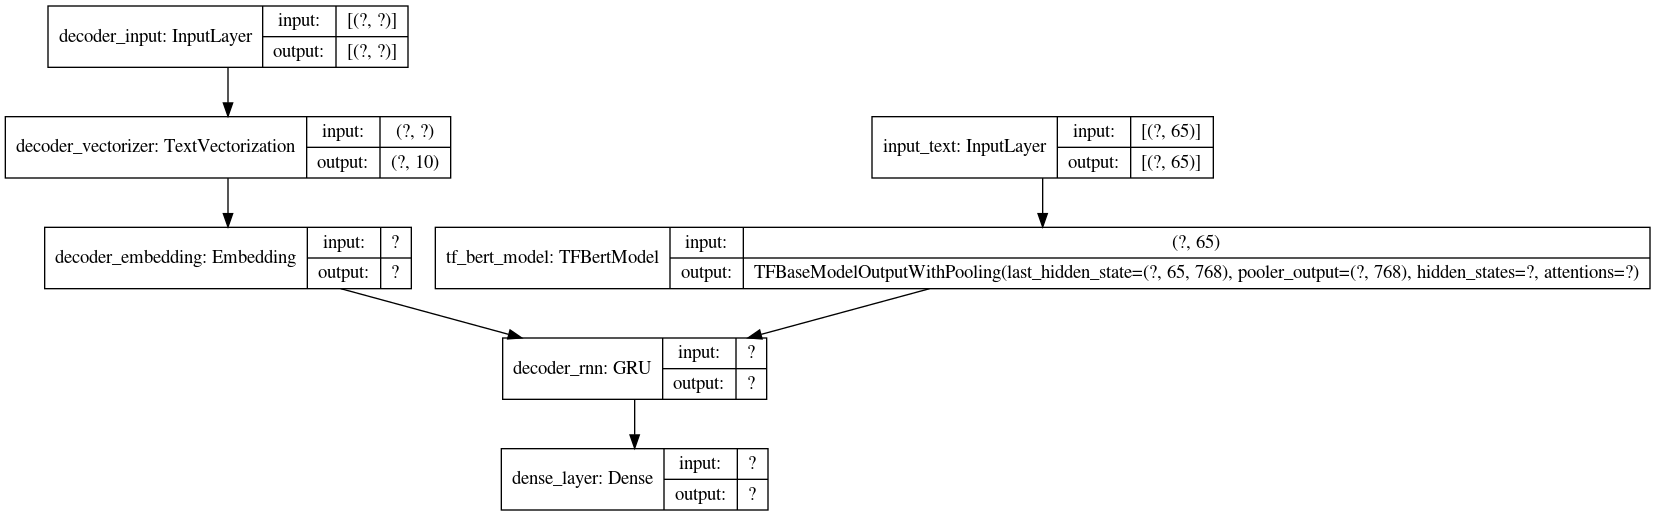 decoder_input: InputLayer
input:
[(?, ?)]
output:
[(?, ?)]
decoder_vectorizer: TextVectorization
input:
(?, ?)
output:
(?, 10)
input_text: InputLayer
input:
[(?, 65)]
output:
[(?, 65)]
decoder_embedding: Embedding
input:
?
output:
?
tf_bert_model: TFBertModel
input:
(?, 65)
output:
TFBaseModelOutputWithPooling(last_hidden_state=(?, 65, 768), pooler_output=(?, 768), hidden_states=?, attentions=?)
decoder_rnn: GRU
input:
?
output:
?
dense_layer: Dense
input:
?
output:
?